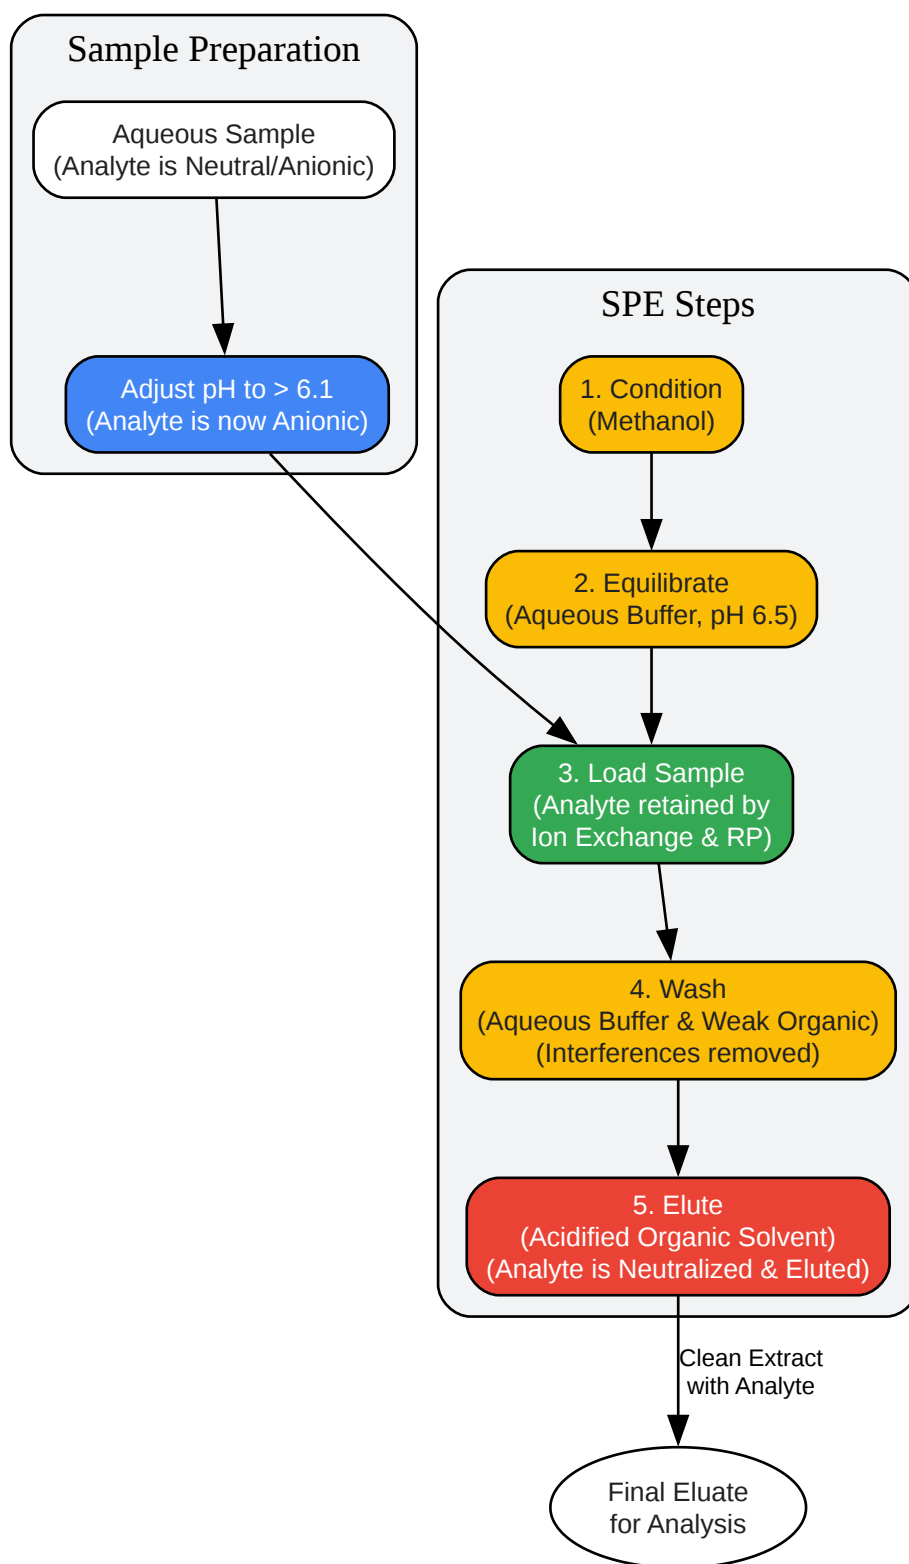 Sample Preparation
Aqueous Sample
(Analyte is Neutral/Anionic)
Adjust pH to > 6.1
(Analyte is now Anionic)
SPE Steps
1. Condition
(Methanol)
2. Equilibrate
(Aqueous Buffer, pH 6.5)
3. Load Sample
(Analyte retained by
Ion Exchange & RP)
4. Wash
(Aqueous Buffer & Weak Organic)
(Interferences removed)
5. Elute
(Acidified Organic Solvent)
(Analyte is Neutralized & Eluted)
Clean Extract
with Analyte
Final Eluate
for Analysis